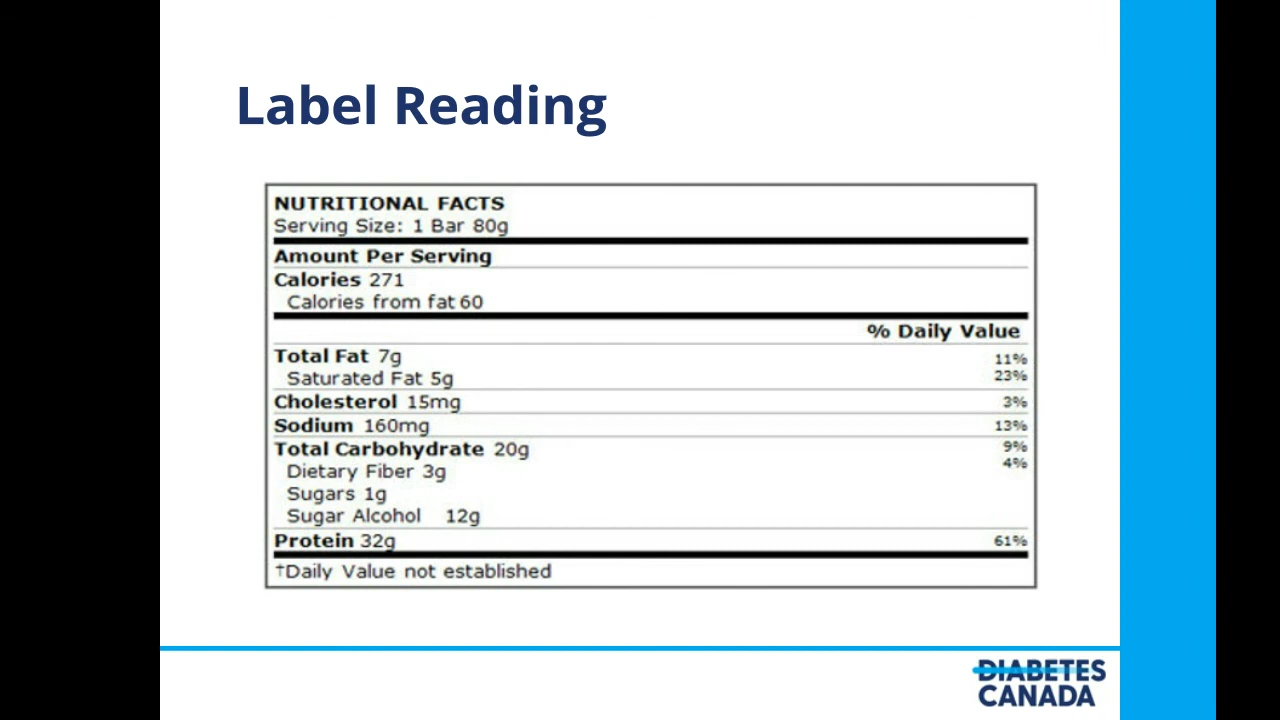 Label Reading
NUTRITIONAL FACTS
Serving Size: 1 Bar 80g
Amount Per Serving
Calories 271
Calories from fat 60
% Daily Value
Total Fat 7g 11%
Saturated Fat 5g 23%
Cholesterol 15mg 3%
Sodium 160mg 13%
Total Carbohydrate 20g 9%
Dietary Fiber 3g 4%
Sugars 1g
Sugar Alcohol 12g
Protein 32g 61%
†Daily Value not established
DIABETES
CANADA